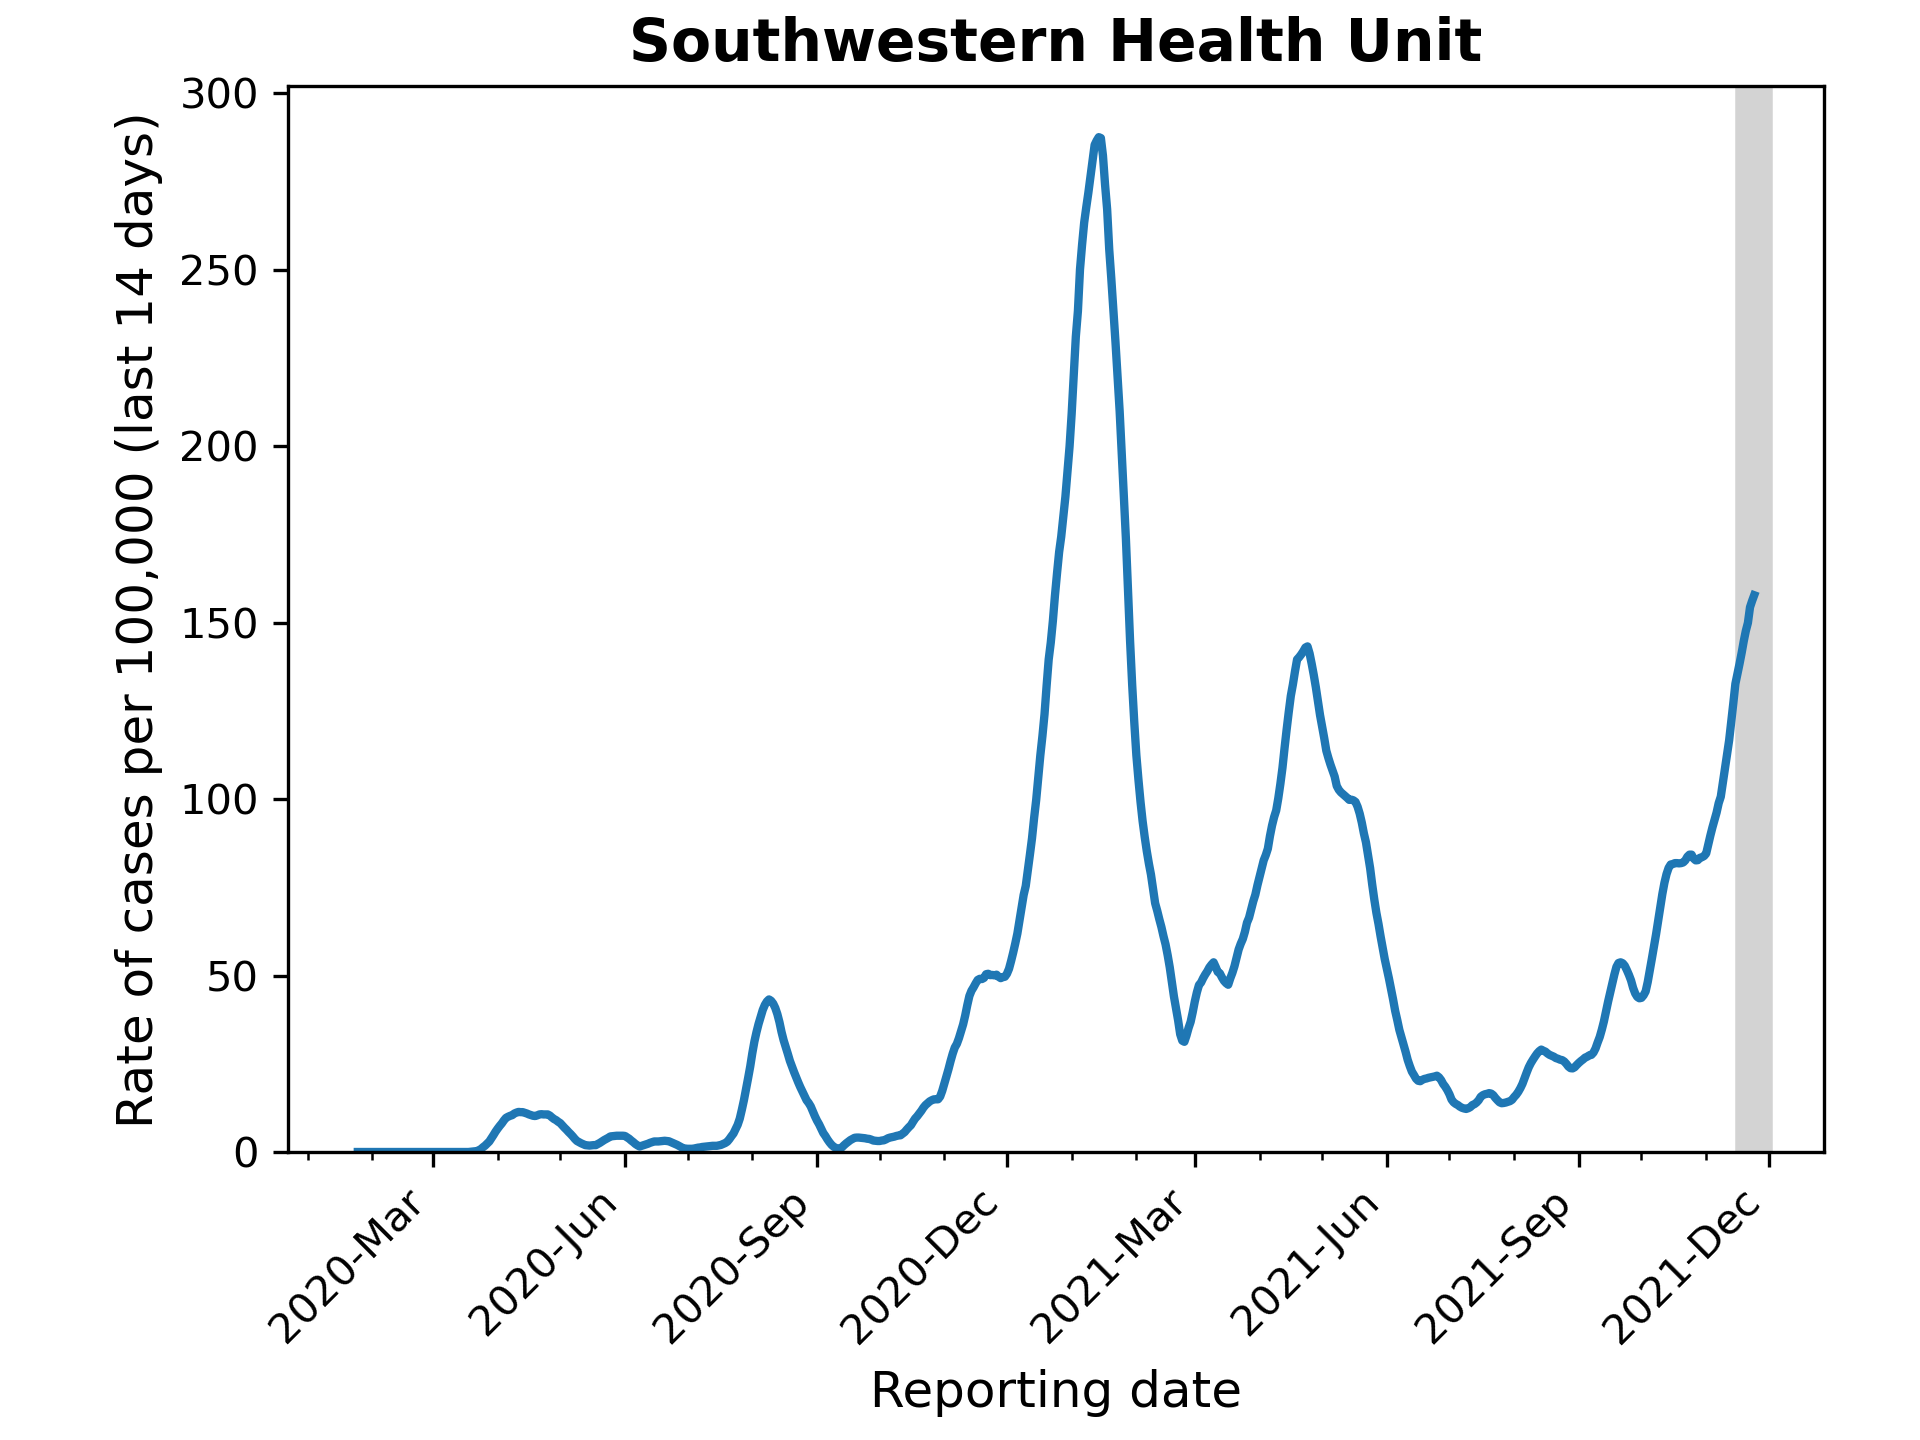 Southwestern Health Unit
Rate of cases per 100,000 (last 14 days)
300
250
200
150
100
50
0
2020-Mar
2020-Jun
2020-Sep
2020-Dec
2021-Mar
2021-Jun
2021-Sep
2021-Dec
Reporting date